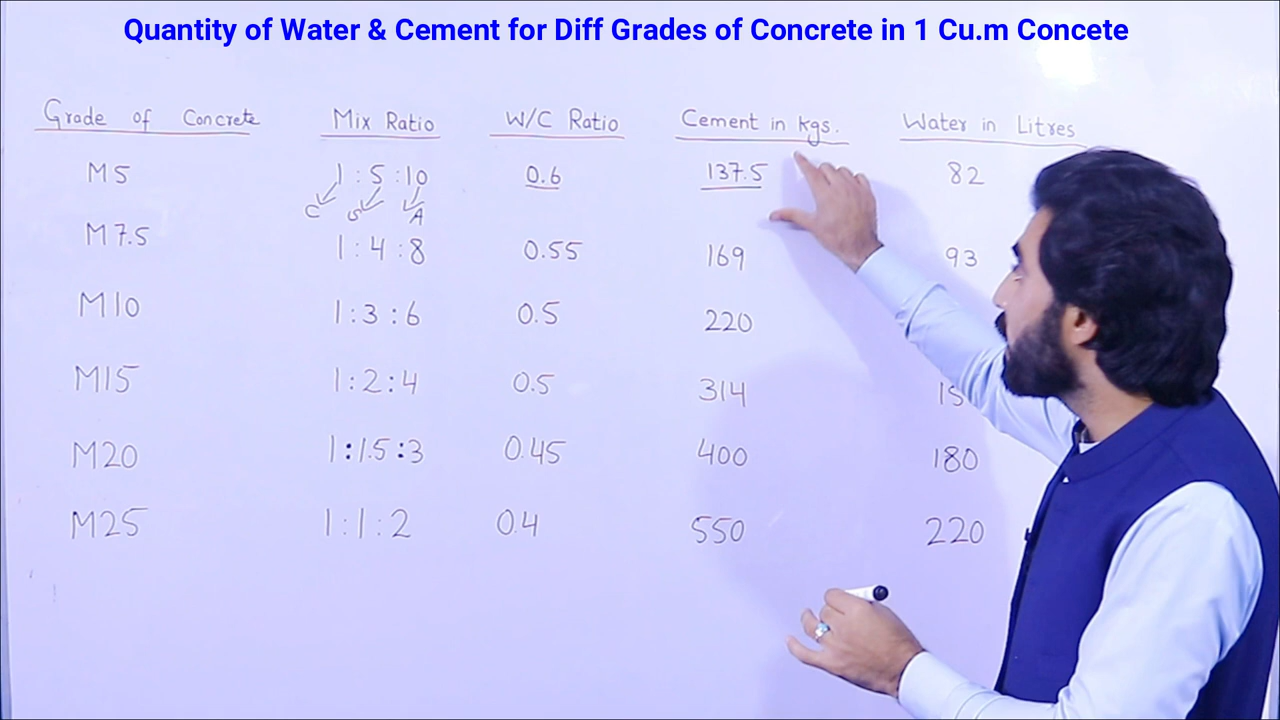 Quantity of Water & Cement for Diff Grades of Concrete in 1 Cu.m Concete
Grade of Concrete Mix Ratio W/C Ratio Cement in kgs. Water in Litres
M5 1:5:10 0.6 137.5 82
C S A
M7.5 1:4:8 0.55 169 93
M10 1:3:6 0.5 220
M15 1:2:4 0.5 314
M20 1:1.5:3 0.45 400 180
M25 1:1:2 0.4 550 220